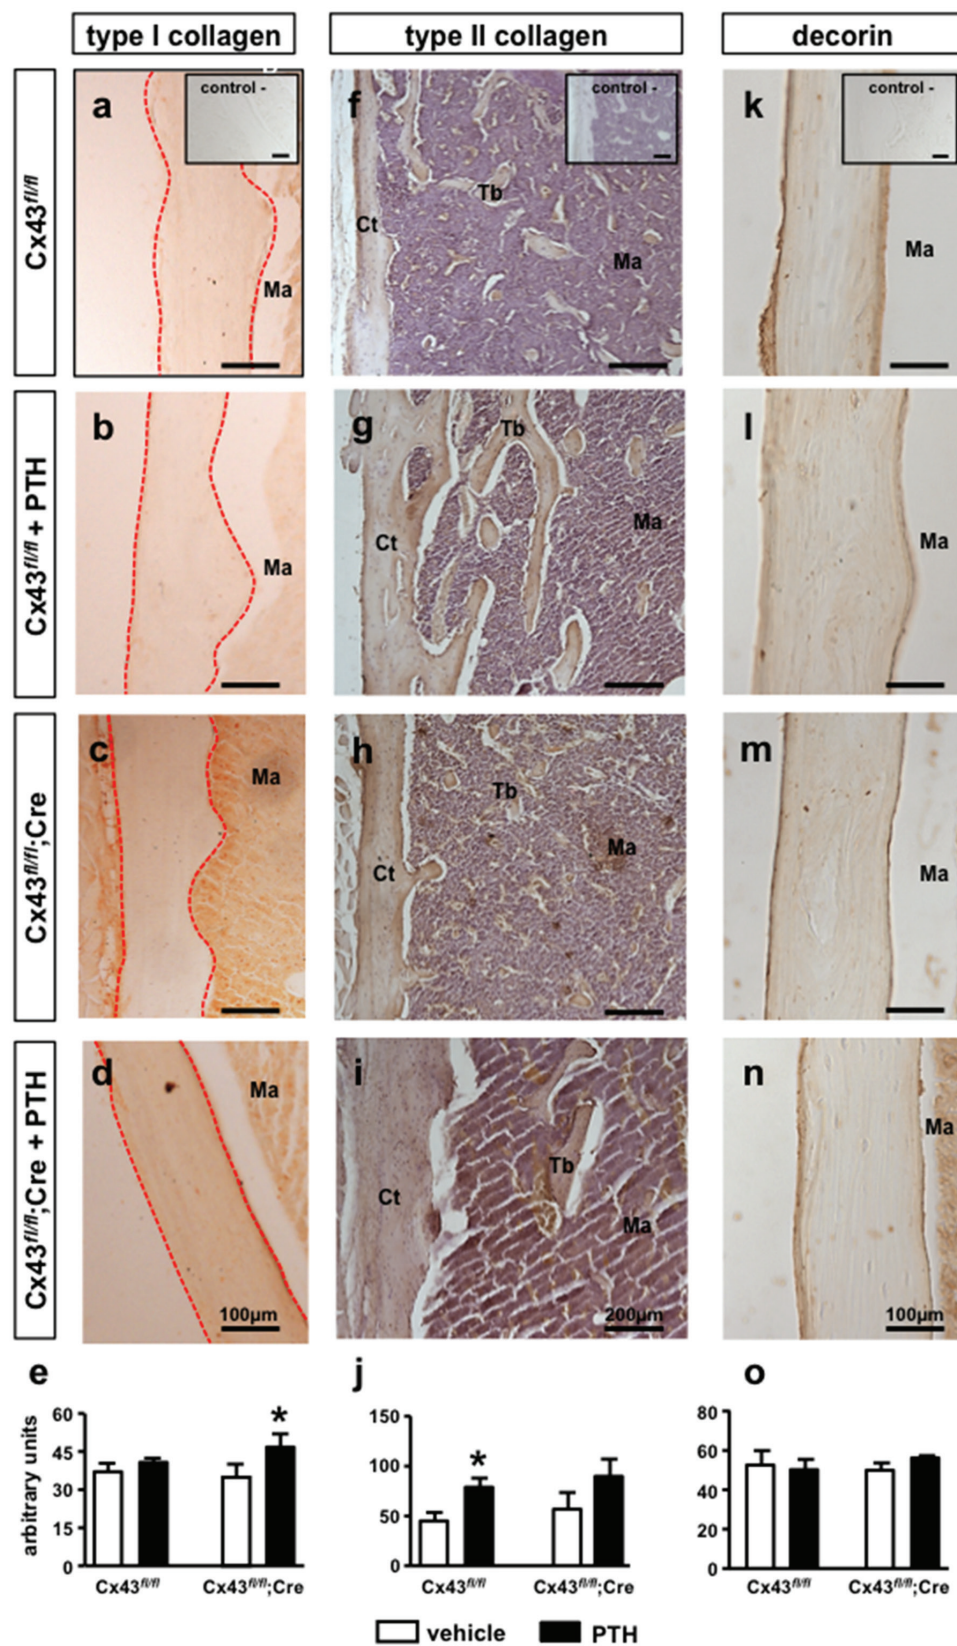 type I collagen
type II collagen
decorin
Cx43fl/fl
a
control -
Ma
f
control -
Tb
Ct
Ma
k
control -
Ma
Cx43fl/fl + PTH
b
Ma
g
Tb
Ma
Ct
l
Ma
Cx43fl/fl;Cre
c
Ma
h
Tb
Ma
Ct
m
Ma
Cx43fl/fl;Cre + PTH
d
Ma
100µm
i
Tb
Ct
Ma
200µm
n
Ma
100µm
e
arbitrary units
60
45
30
15
0
*
Cx43fl/fl
Cx43fl/fl;Cre
j
150
100
50
0
*
Cx43fl/fl
Cx43fl/fl;Cre
o
80
60
40
20
0
Cx43fl/fl
Cx43fl/fl;Cre
vehicle
PTH